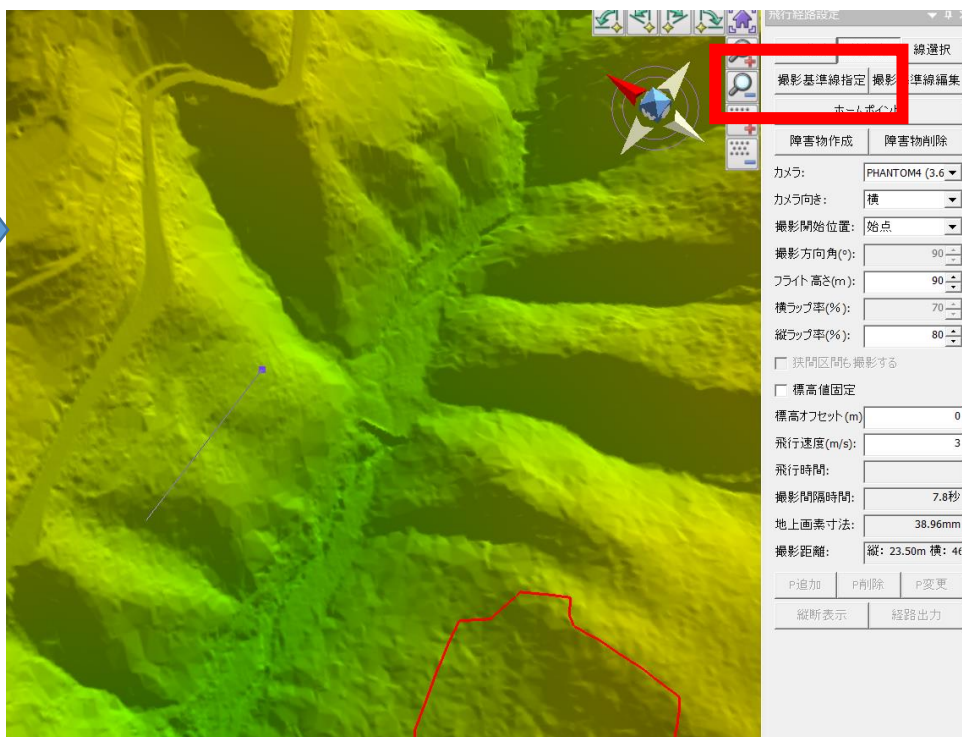 飛行経路設定
線選択
撮影基準線指定 撮影 準線編集
ホームポイント
障害物作成 障害物削除
カメラ: PHANTOM4 (3.6
カメラ向き: 横
撮影開始位置: 始点
撮影方向角(°): 90
フライト高さ(m): 90
横ラップ率(%): 70
縦ラップ率(%): 80
狭間区間も撮影する
標高値固定
標高オフセット(m) 0
飛行速度(m/s): 3
飛行時間:
撮影間隔時間: 7.8秒
地上画素寸法: 38.96mm
撮影距離: 縦: 23.50m 横: 46
P追加 P削除 P変更
縦断表示 経路出力